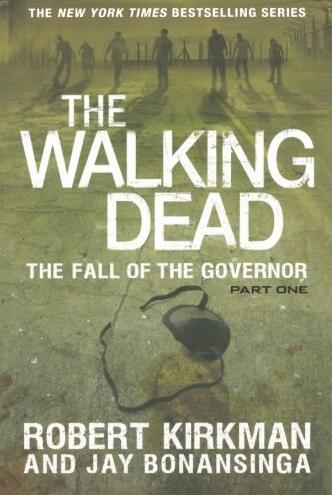 THE NEW YORK TIMES BESTSELLING SERIES
THE
WALKING
DEAD
THE FALL OF THE GOVERNOR
PART ONE
ROBERT KIRKMAN
AND JAY BONANSINGA